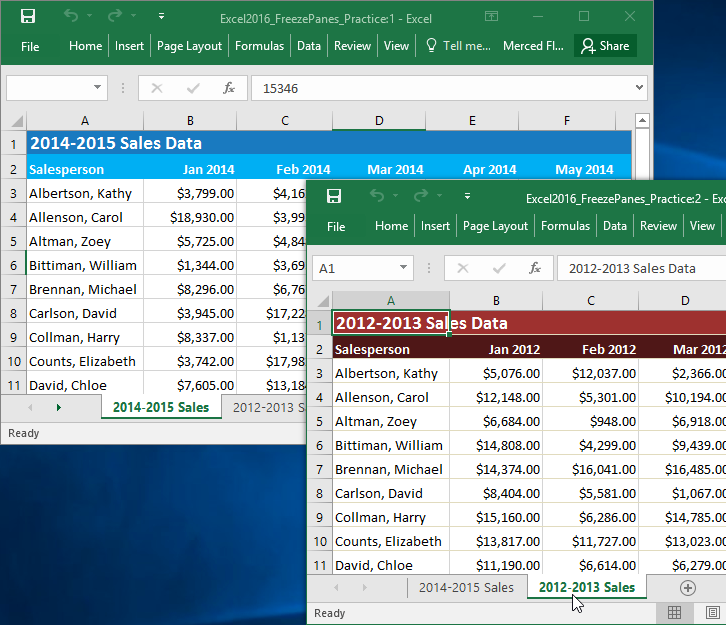 Excel2016_FreezePanes_Practice:1 - Excel
File Home Insert Page Layout Formulas Data Review View Tell me... Merced Fl... Share
fx 15346
A B C D E F
1 2014-2015 Sales Data
2 Salesperson Jan 2014 Feb 2014 Mar 2014 Apr 2014 May 2014
3 Albertson, Kathy $3,799.00 $4,16
4 Allenson, Carol $18,930.00 $3,99
5 Altman, Zoey $5,725.00 $4,84
6 Bittiman, William $1,344.00 $3,69
7 Brennan, Michael $8,296.00 $6,76
8 Carlson, David $3,945.00 $17,22
9 Collman, Harry $8,337.00 $1,13
10 Counts, Elizabeth $3,742.00 $17,98
11 David, Chloe $7,605.00 $13,18
2014-2015 Sales 2012-2013 S
Ready
Excel2016_FreezePanes_Practice:2 - Exc
File Home Insert Page Layout Formulas Data Review View
A1 fx 2012-2013 Sales Data
A B C D
1 2012-2013 Sales Data
2 Salesperson Jan 2012 Feb 2012 Mar 2012
3 Albertson, Kathy $5,076.00 $12,037.00 $2,366.00
4 Allenson, Carol $12,148.00 $5,301.00 $10,194.00
5 Altman, Zoey $6,684.00 $948.00 $6,918.00
6 Bittiman, William $14,808.00 $4,299.00 $9,439.00
7 Brennan, Michael $14,374.00 $16,041.00 $16,485.00
8 Carlson, David $8,404.00 $5,581.00 $1,067.00
9 Collman, Harry $15,160.00 $6,286.00 $14,785.00
10 Counts, Elizabeth $13,817.00 $11,727.00 $13,023.00
11 David, Chloe $11,190.00 $6,614.00 $6,279.00
2014-2015 Sales 2012-2013 Sales
Ready